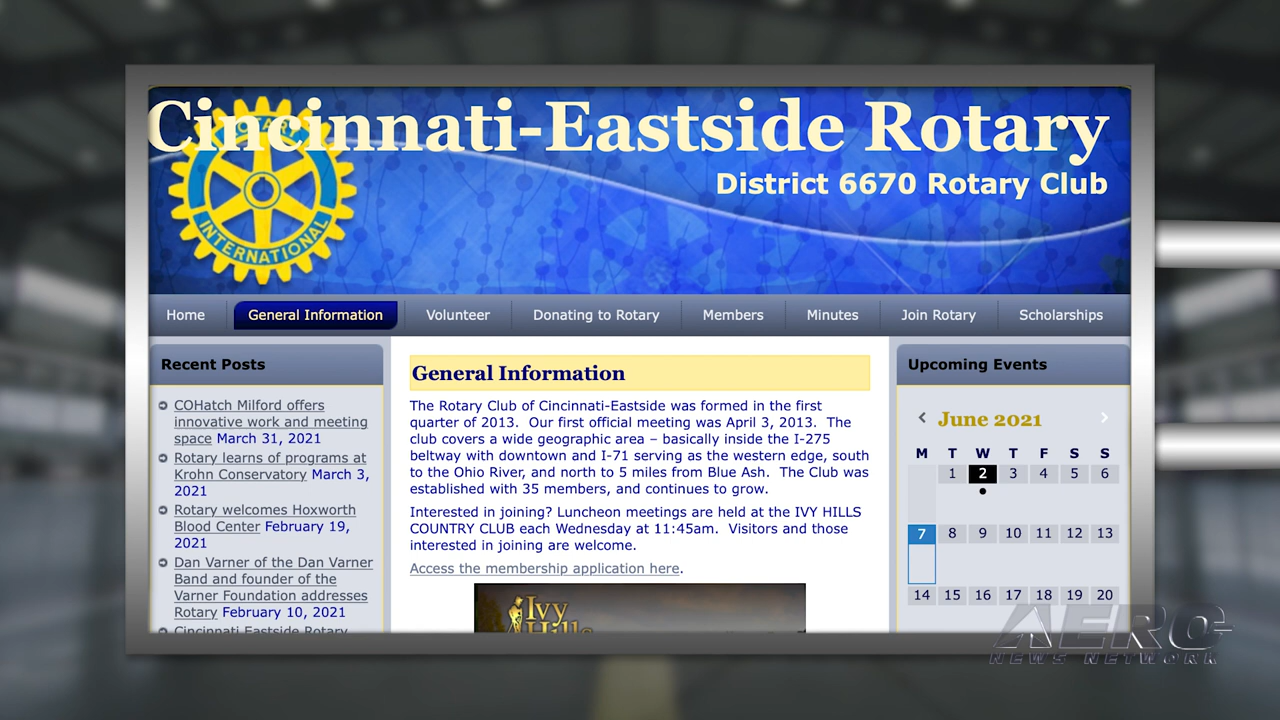 Cincinnati-Eastside Rotary
District 6670 Rotary Club
ROTARY
INTERNATIONAL
Home
General Information
Volunteer
Donating to Rotary
Members
Minutes
Join Rotary
Scholarships
Recent Posts
COHatch Milford offers
innovative work and meeting
space March 31, 2021
Rotary learns of programs at
Krohn Conservatory March 3,
2021
Rotary welcomes Hoxworth
Blood Center February 19,
2021
Dan Varner of the Dan Varner
Band and founder of the
Varner Foundation addresses
Rotary February 10, 2021
Cincinnati Eastside Rotary
General Information
The Rotary Club of Cincinnati-Eastside was formed in the first
quarter of 2013.  Our first official meeting was April 3, 2013.  The
club covers a wide geographic area – basically inside the I-275
beltway with downtown and I-71 serving as the western edge, south
to the Ohio River, and north to 5 miles from Blue Ash.  The Club was
established with 35 members, and continues to grow.
Interested in joining? Luncheon meetings are held at the IVY HILLS
COUNTRY CLUB each Wednesday at 11:45am.  Visitors and those
interested in joining are welcome.
Access the membership application here.
Ivy
Hills
Upcoming Events
June 2021
M T W T F S S
1 2 3 4 5 6
7 8 9 10 11 12 13
14 15 16 17 18 19 20
AERO
NEWS NETWORK